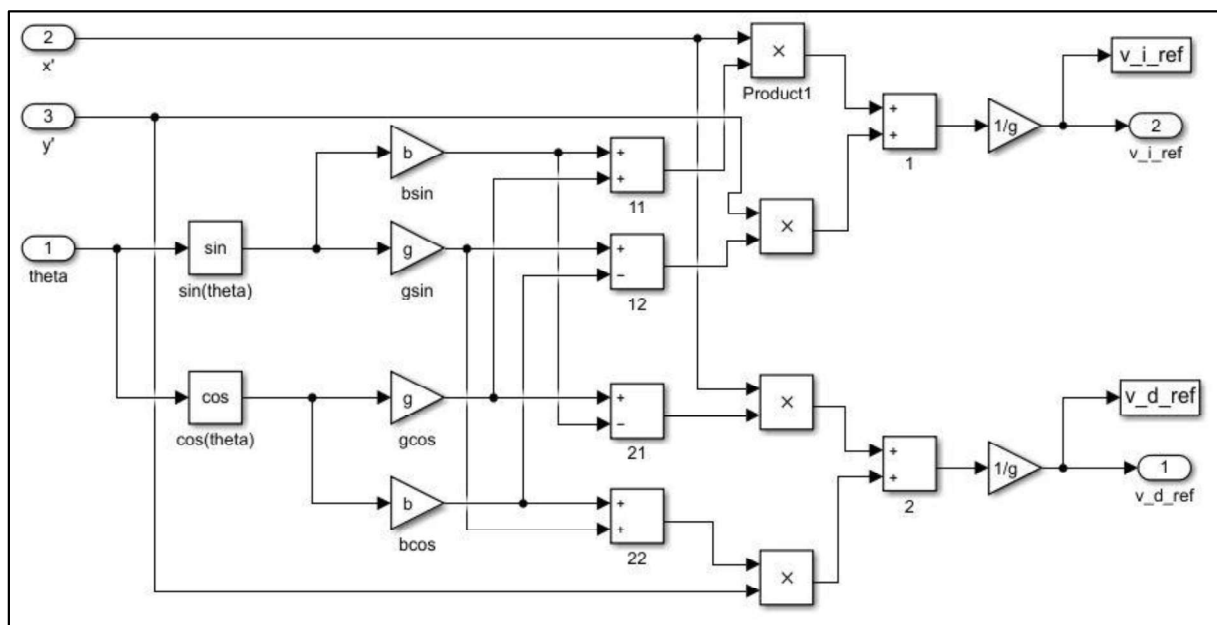 2
x'
3
y'
1
theta
sin
sin(theta)
cos
cos(theta)
b
bsin
g
gsin
g
gcos
b
bcos
+
+
11
+
−
12
+
−
21
+
+
22
×
Product1
×
×
×
+
+
1
1/g
v_i_ref
2
v_i_ref
+
+
2
1/g
v_d_ref
1
v_d_ref